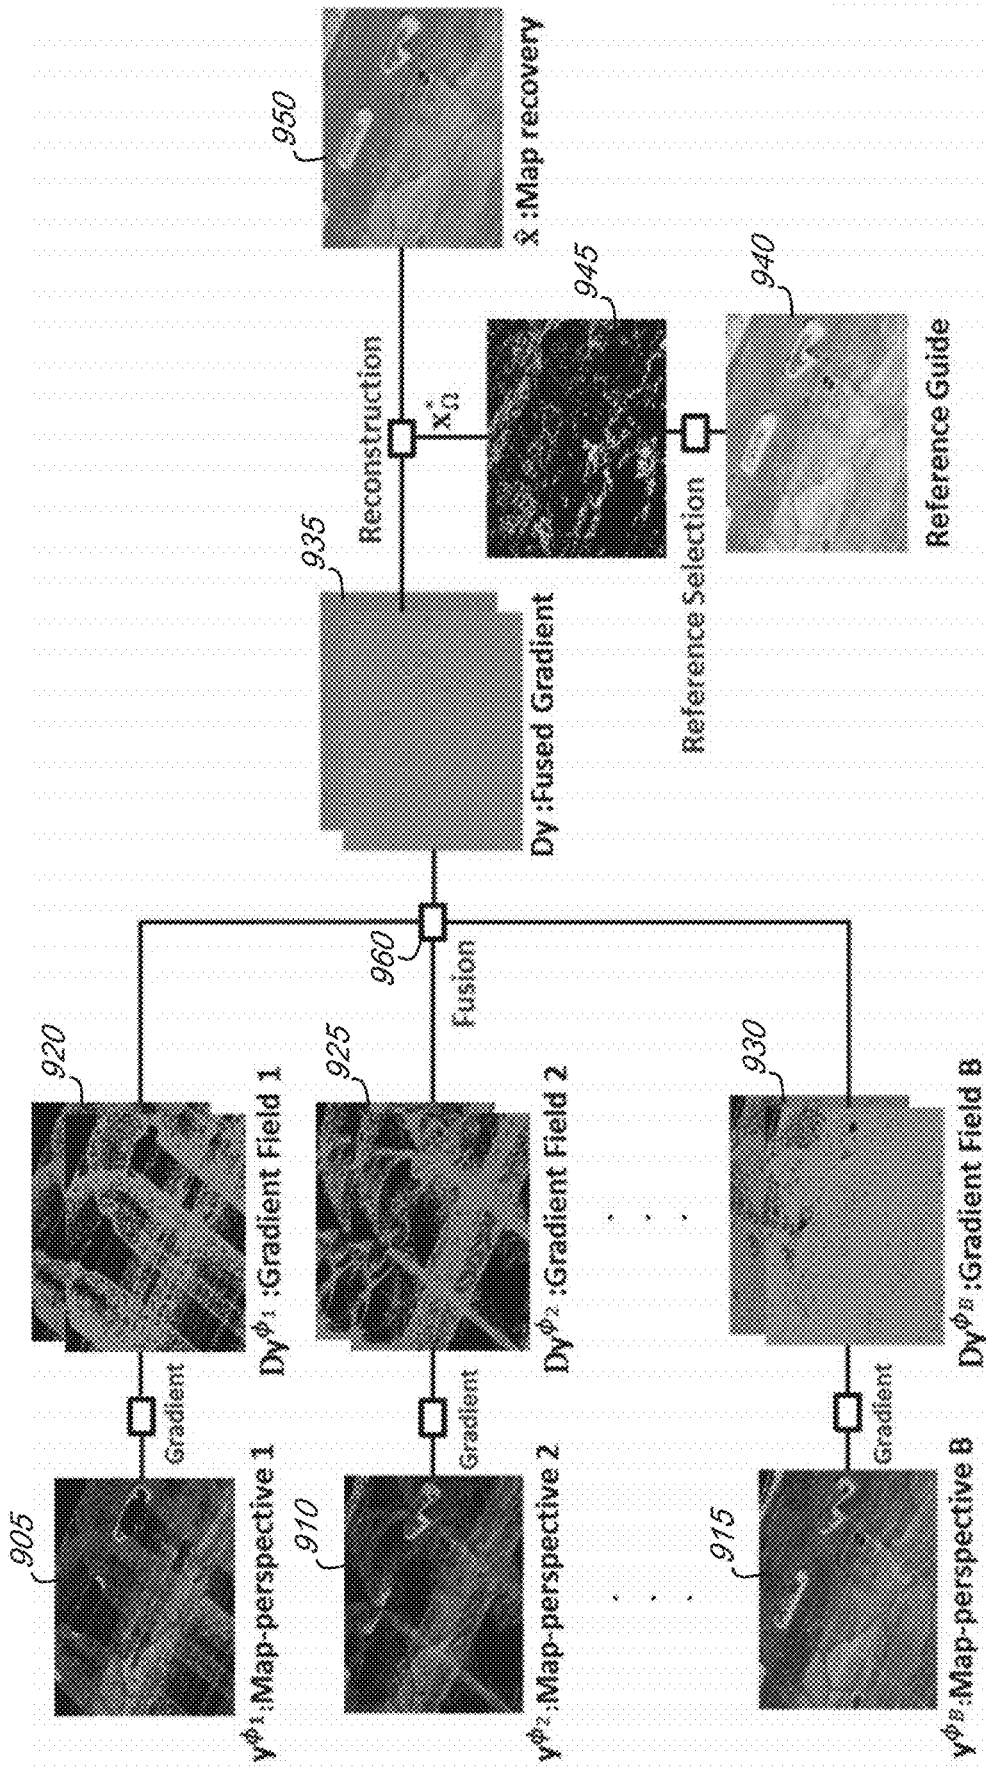 905
y^ϕ1 :Map-perspective 1
Gradient
920
Dy^ϕ1 :Gradient Field 1
910
y^ϕ2 :Map-perspective 2
Gradient
925
Dy^ϕ2 :Gradient Field 2
915
y^ϕB :Map-perspective B
Gradient
930
Dy^ϕB :Gradient Field B
960
Fusion
935
Dy :Fused Gradient
Reconstruction
x*_Ω
945
Reference Selection
940
Reference Guide
950
x̂ :Map recovery